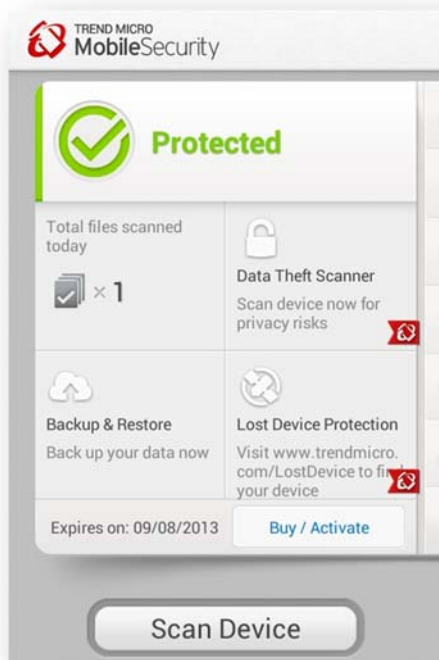 TREND MICRO
MobileSecurity
Protected
Total files scanned
today
× 1
Data Theft Scanner
Scan device now for
privacy risks
Backup & Restore
Back up your data now
Lost Device Protection
Visit www.trendmicro.
com/LostDevice to find
your device
Expires on: 09/08/2013
Buy / Activate
Scan Device